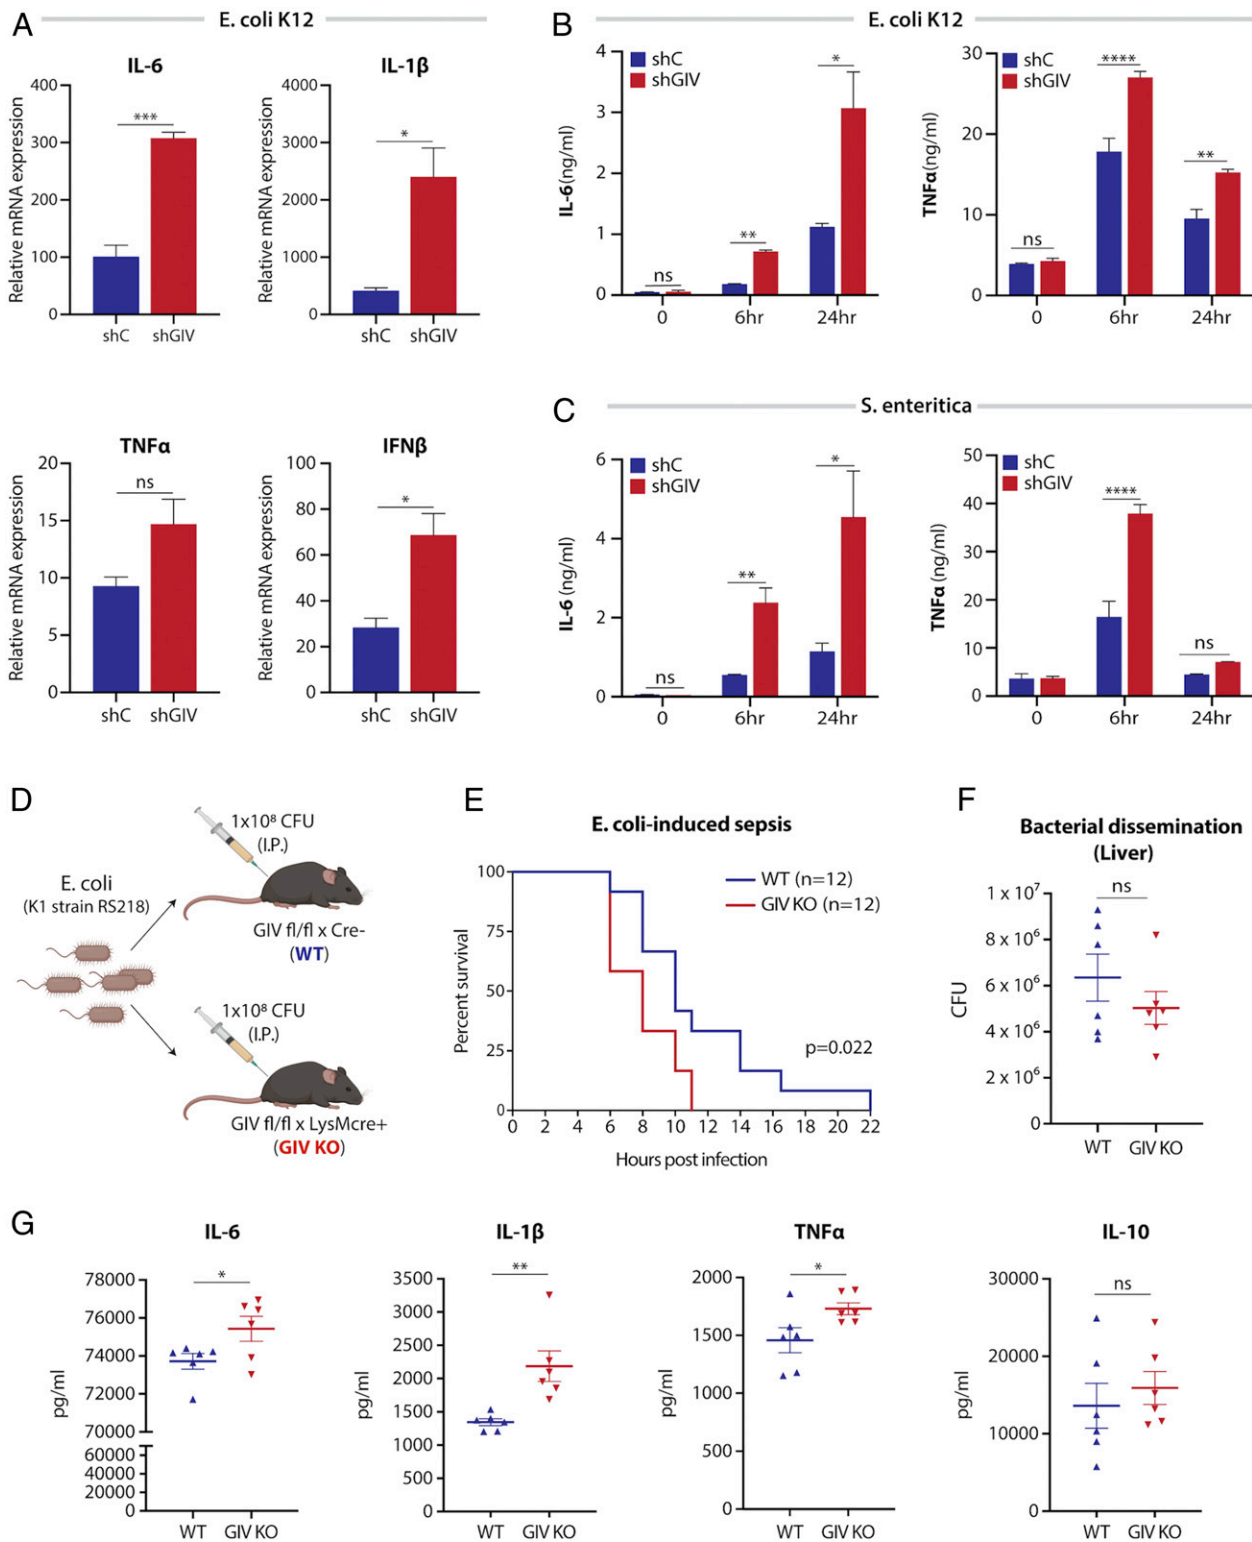 A
E. coli K12
IL-6
Relative mRNA expression
400
300
200
100
0
***
shC
shGIV
IL-1β
Relative mRNA expression
4000
3000
2000
1000
0
*
shC
shGIV
TNFα
Relative mRNA expression
20
15
10
5
0
ns
shC
shGIV
IFNβ
Relative mRNA expression
100
80
60
40
20
0
*
shC
shGIV
B
E. coli K12
IL-6 (ng/ml)
4
3
2
1
0
shC
shGIV
ns
**
*
0
6hr
24hr
TNFα(ng/ml)
30
20
10
0
shC
shGIV
ns
****
**
0
6hr
24hr
C
S. enteritica
IL-6 (ng/ml)
6
4
2
0
shC
shGIV
ns
**
*
0
6hr
24hr
TNFα (ng/ml)
50
40
30
20
10
0
shC
shGIV
****
ns
0
6hr
24hr
D
E. coli
(K1 strain RS218)
1x10⁸ CFU
(I.P.)
GIV fl/fl x Cre-
(WT)
1x10⁸ CFU
(I.P.)
GIV fl/fl x LysMcre+
(GIV KO)
E
E. coli-induced sepsis
Percent survival
100
75
50
25
0
WT (n=12)
GIV KO (n=12)
p=0.022
0 2 4 6 8 10 12 14 16 18 20 22
Hours post infection
F
Bacterial dissemination
(Liver)
CFU
1 x 10⁷
8 x 10⁶
6 x 10⁶
4 x 10⁶
2 x 10⁶
0
ns
WT
GIV KO
G
IL-6
pg/ml
78000
76000
74000
72000
70000
60000
40000
20000
0
*
WT
GIV KO
IL-1β
pg/ml
3500
3000
2500
2000
1500
1000
500
0
**
WT
GIV KO
TNFα
pg/ml
2000
1500
1000
500
0
*
WT
GIV KO
IL-10
pg/ml
30000
20000
10000
0
ns
WT
GIV KO